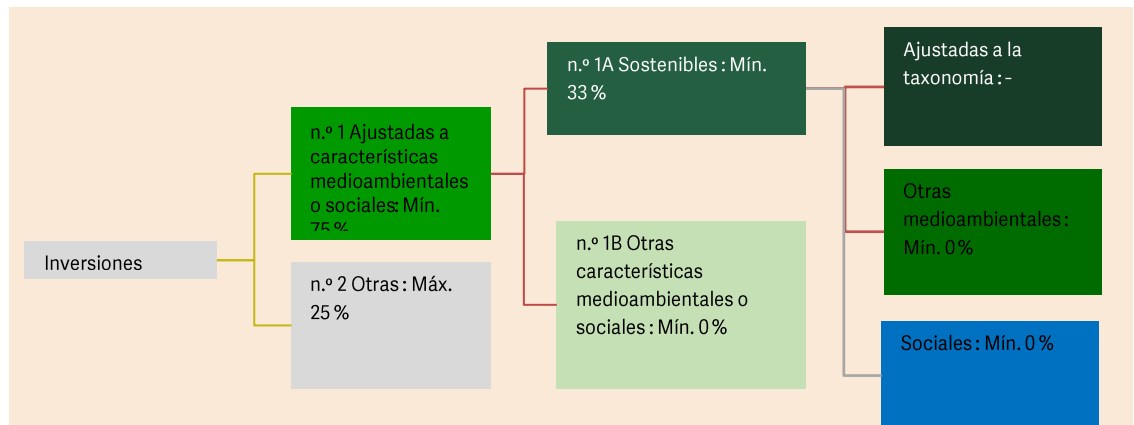 Inversiones
n.º 1 Ajustadas a
características
medioambientales
o sociales: Mín.
75 %
n.º 2 Otras : Máx.
25 %
n.º 1A Sostenibles : Mín.
33 %
n.º 1B Otras
características
medioambientales o
sociales : Mín. 0 %
Ajustadas a la
taxonomía : -
Otras
medioambientales :
Mín. 0 %
Sociales : Mín. 0 %